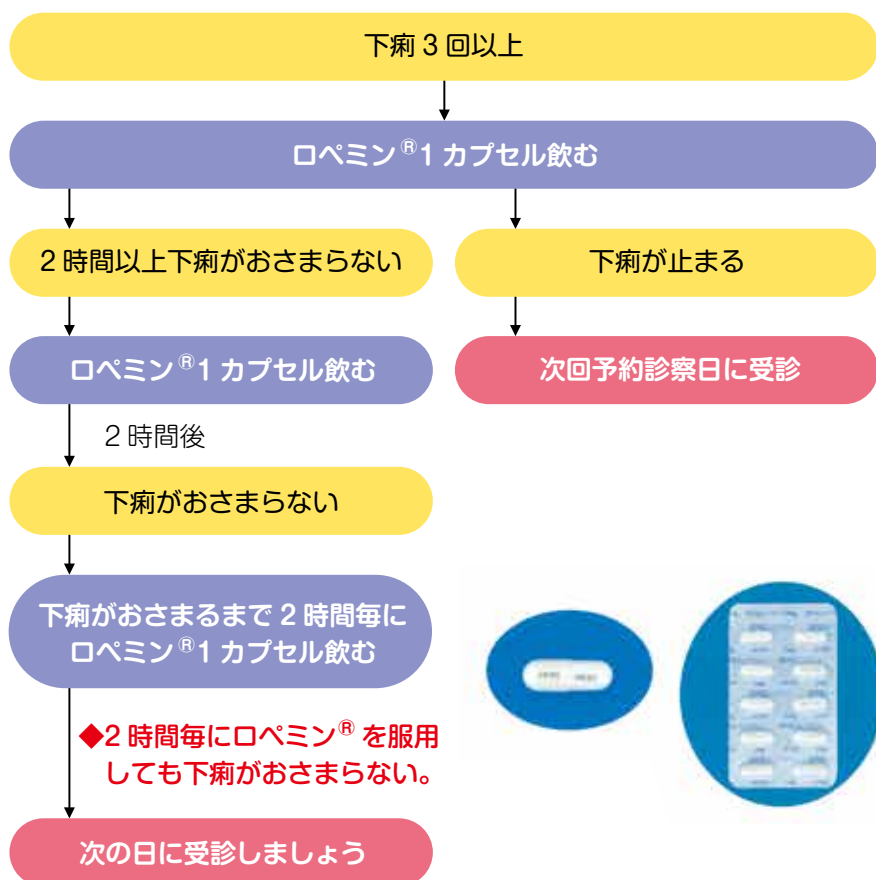 下痢 3 回以上
ロペミン®1 カプセル飲む
2 時間以上下痢がおさまらない
下痢が止まる
ロペミン®1 カプセル飲む
次回予約診察日に受診
2 時間後
下痢がおさまらない
下痢がおさまるまで 2 時間毎に
ロペミン®1 カプセル飲む
◆2 時間毎にロペミン® を服用
しても下痢がおさまらない。
次の日に受診しましょう